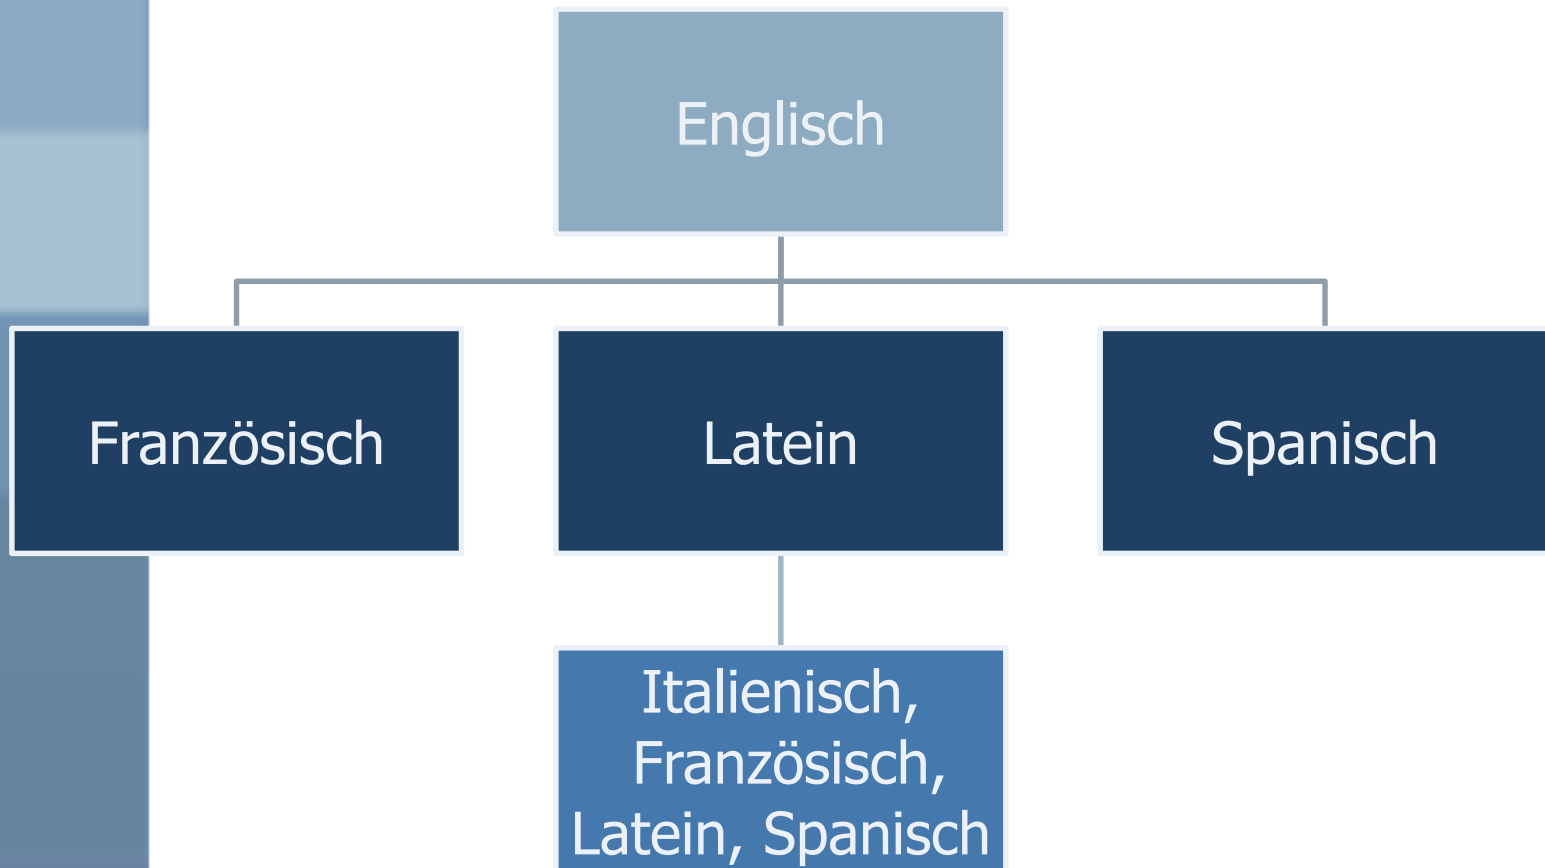 Englisch
Französisch
Latein
Spanisch
Italienisch,
Französisch,
Latein, Spanisch